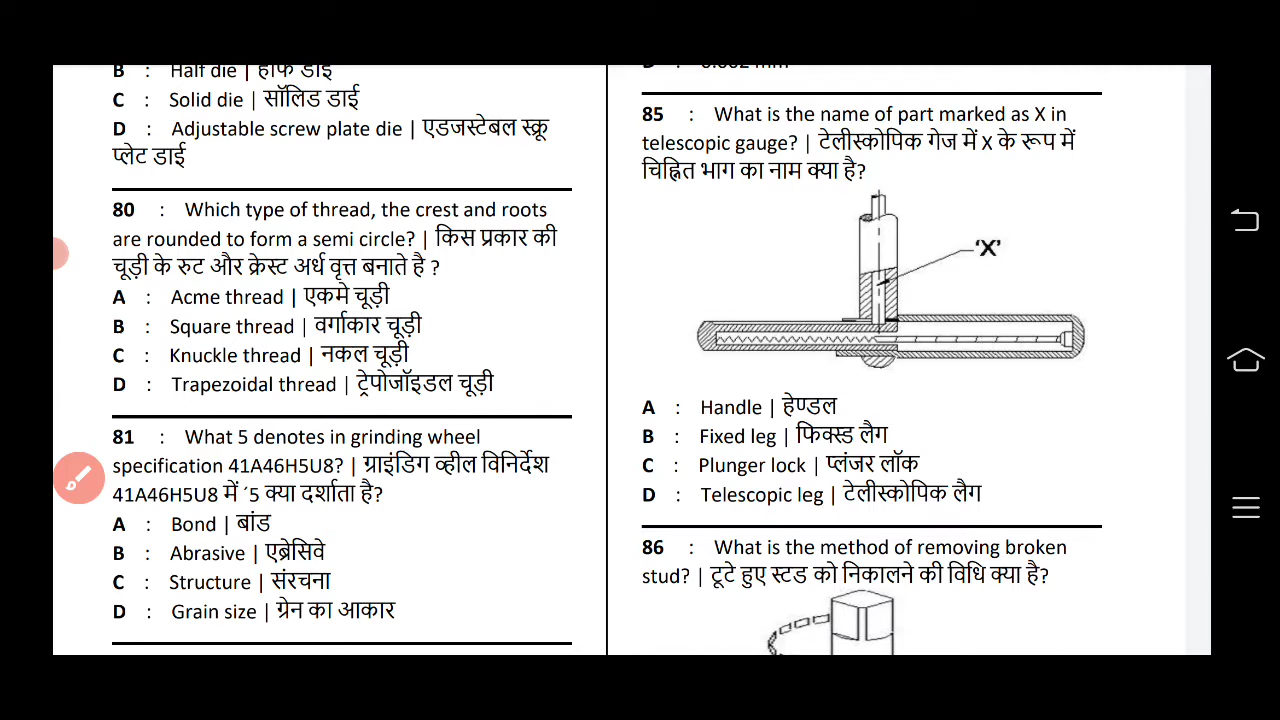 B : Half die | हाफ डाई
C : Solid die | सॉलिड डाई
D : Adjustable screw plate die | एडजस्टेबल स्क्रू
प्लेट डाई
80 : Which type of thread, the crest and roots
are rounded to form a semi circle? | किस प्रकार की
चूड़ी के रुट और क्रेस्ट अर्ध वृत्त बनाते है ?
A : Acme thread | एकमे चूड़ी
B : Square thread | वर्गाकार चूड़ी
C : Knuckle thread | नकल चूड़ी
D : Trapezoidal thread | ट्रेपोजॉइडल चूड़ी
81 : What 5 denotes in grinding wheel
specification 41A46H5U8? | ग्राइंडिग व्हील विनिर्देश
41A46H5U8 में ´5 क्या दर्शाता है?
A : Bond | बांड
B : Abrasive | एब्रेसिवे
C : Structure | संरचना
D : Grain size | ग्रेन का आकार
85 : What is the name of part marked as X in
telescopic gauge? | टेलीस्कोपिक गेज में X के रूप में
चिह्नित भाग का नाम क्या है?
‘X’
A : Handle | हेण्डल
B : Fixed leg | फिक्स्ड लैग
C : Plunger lock | प्लंजर लॉक
D : Telescopic leg | टेलीस्कोपिक लैग
86 : What is the method of removing broken
stud? | टूटे हुए स्टड को निकालने की विधि क्या है?